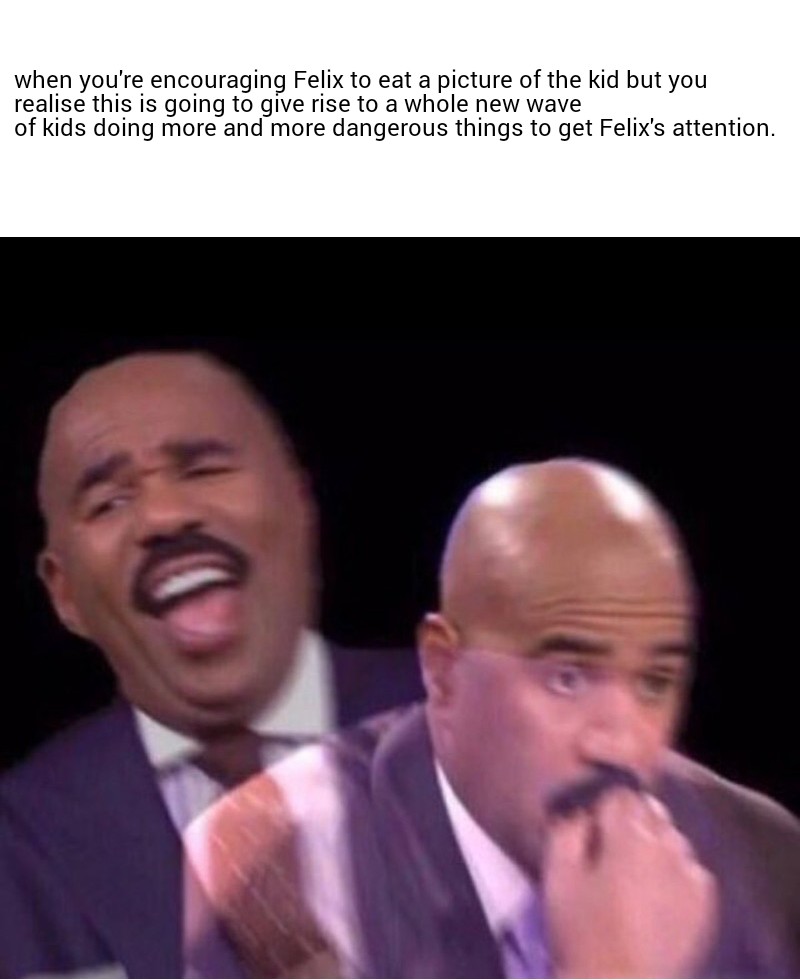 when you're encouraging Felix to eat a picture of the kid but you
realise this is going to give rise to a whole new wave
of kids doing more and more dangerous things to get Felix's attention.